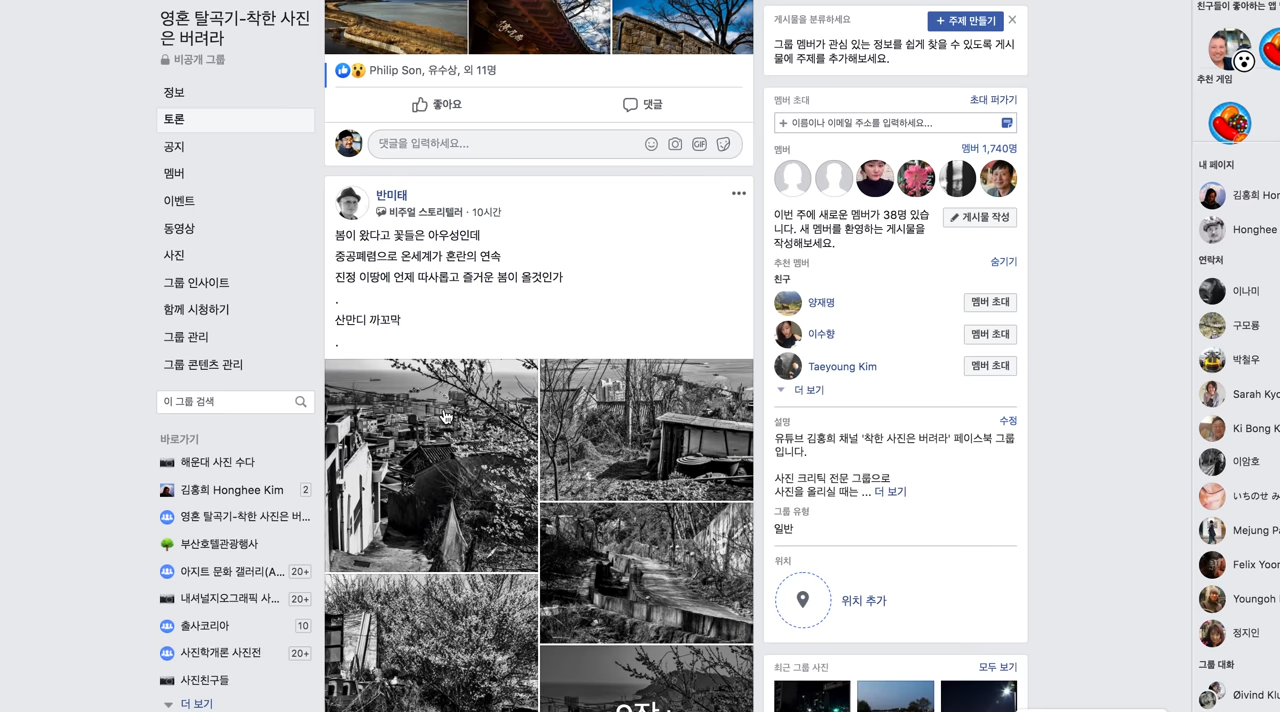 영혼 탈곡기-착한 사진
은 버려라
비공개 그룹
정보
토론
공지
멤버
이벤트
동영상
사진
그룹 인사이트
함께 시청하기
그룹 관리
그룹 콘텐츠 관리
이 그룹 검색
바로가기
해운대 사진 수다
김홍희 Honghee Kim 2
영혼 탈곡기-착한 사진은 버...
부산호텔관광행사
아지트 문화 갤러리(A... 20+
내셔널지오그래픽 사... 20+
출사코리아 10
사진학개론 사진전 20+
사진친구들
더 보기
Philip Son, 유수상, 외 11명
좋아요 댓글
댓글을 입력하세요...
GIF
반미태
비주얼 스토리텔러 · 10시간
봄이 왔다고 꽃들은 아우성인데
중공폐렴으로 온세계가 혼란의 연속
진정 이땅에 언제 따사롭고 즐거운 봄이 올것인가
.
산만디 까꼬막
.
게시물을 분류하세요
+ 주제 만들기
그룹 멤버가 관심 있는 정보를 쉽게 찾을 수 있도록 게시
물에 주제를 추가해보세요.
멤버 초대 초대 퍼가기
+ 이름이나 이메일 주소를 입력하세요...
멤버 멤버 1,740명
이번 주에 새로운 멤버가 38명 있습
니다. 새 멤버를 환영하는 게시물을
작성해보세요.
게시물 작성
추천 멤버 숨기기
친구
양재명 멤버 초대
이수향 멤버 초대
Taeyoung Kim 멤버 초대
더 보기
설명 수정
유튜브 김홍희 채널 '착한 사진은 버려라' 페이스북 그룹
입니다.
사진 크리틱 전문 그룹으로
사진을 올리실 때는 ... 더 보기
그룹 유형
일반
위치
위치 추가
최근 그룹 사진 모두 보기
친구들이 좋아하는 앱
추천 게임
내 페이지
김홍희 Hon
Honghee
연락처
이나미
구모룡
박철우
Sarah Kyo
Ki Bong K
이암호
いちのせ み
Mejung Pa
Felix Yoon
Youngoh
정지인
그룹 대화
Øivind Klu